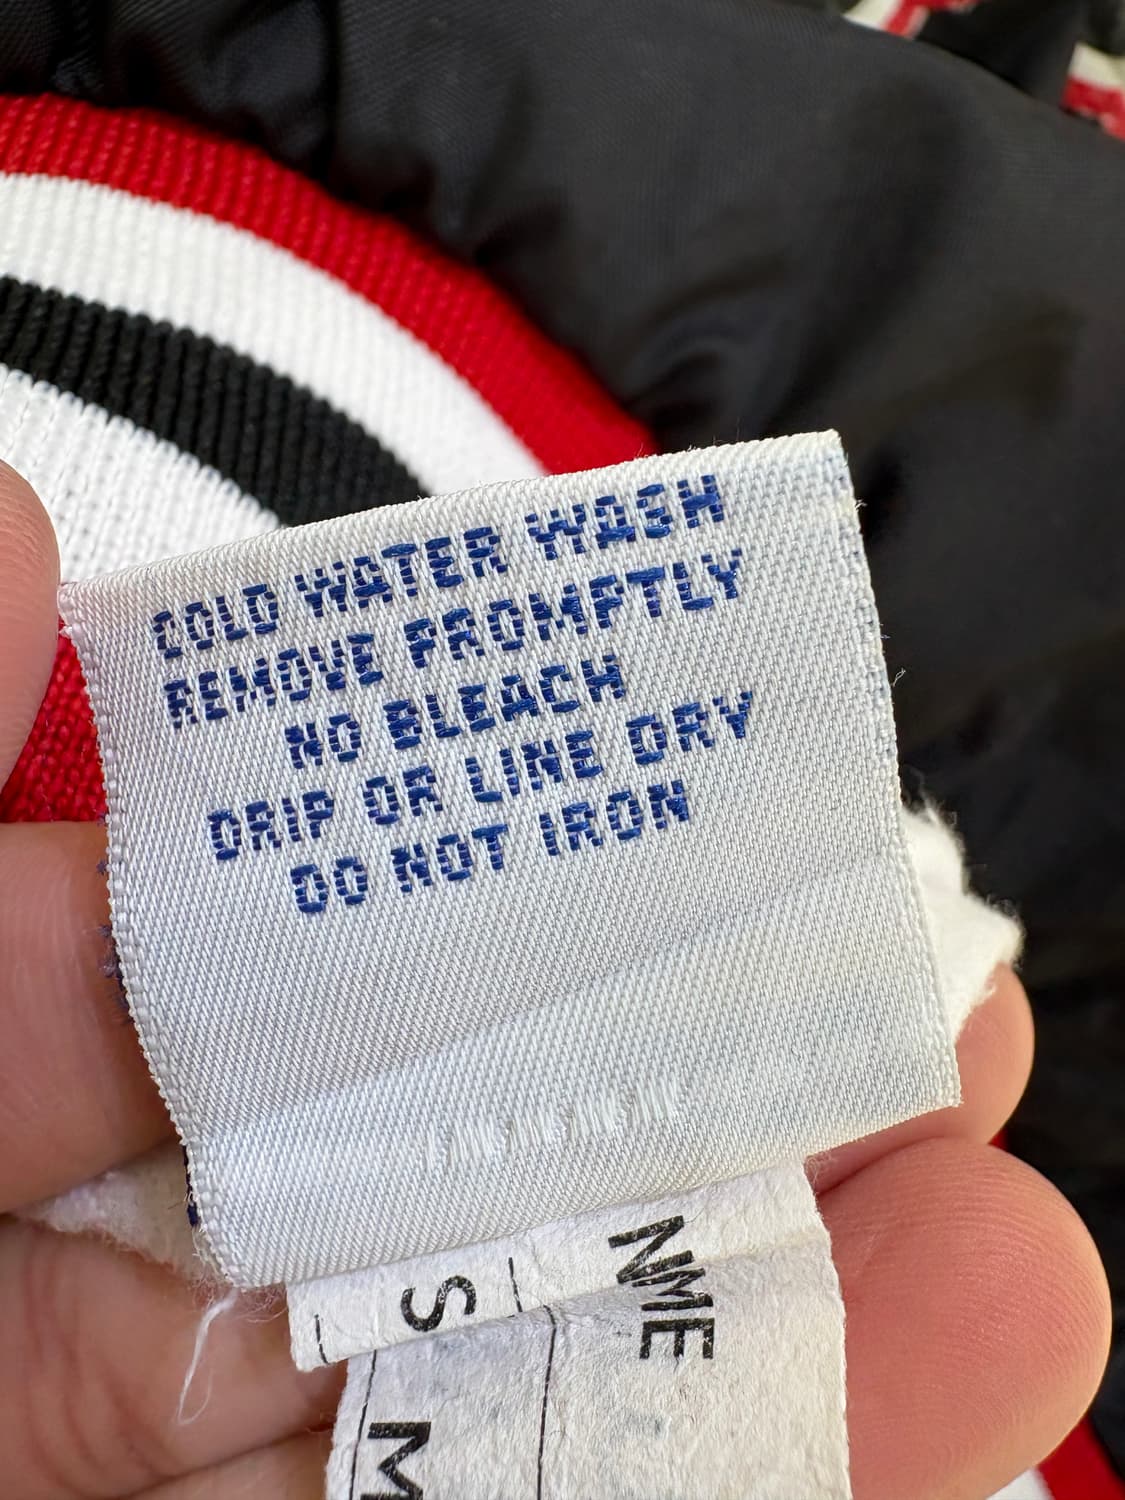 COLD WATER WASH
REMOVE PROMPTLY
NO BLEACH
DRIP OR LINE DRY
DO NOT IRON
NME
S
M